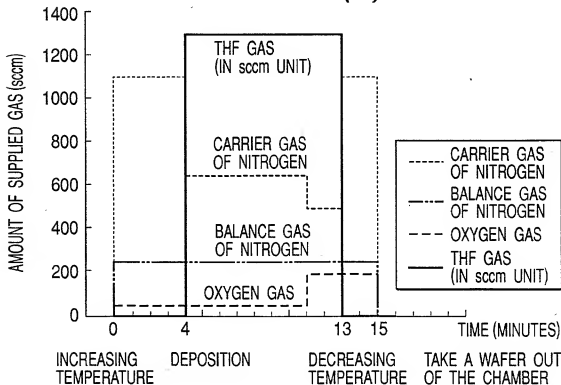 1400
1200
1000
800
600
400
200
0
AMOUNT OF SUPPLIED GAS (sccm)
THF GAS
(IN sccm UNIT)
CARRIER GAS
OF NITROGEN
BALANCE GAS
OF NITROGEN
OXYGEN GAS
CARRIER GAS
OF NITROGEN
BALANCE GAS
OF NITROGEN
OXYGEN GAS
THF GAS
(IN sccm UNIT)
0
4
13
15
TIME (MINUTES)
INCREASING
TEMPERATURE
DEPOSITION
DECREASING
TEMPERATURE
TAKE A WAFER OUT
OF THE CHAMBER